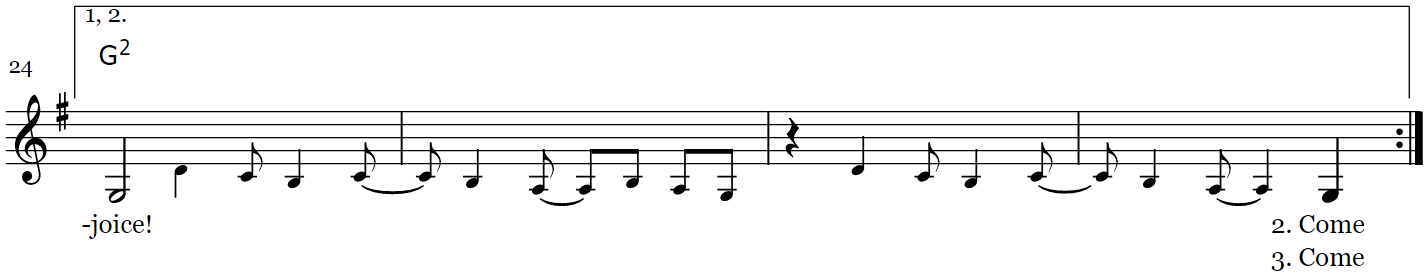 1, 2.
G2
24
-joice!
2. Come
3. Come